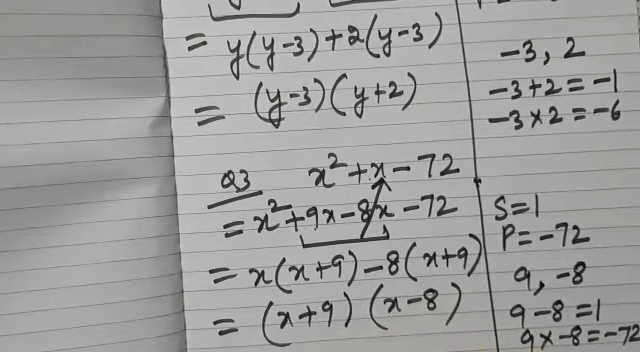 = y(y-3)+2(y-3)
= (y-3)(y+2)
-3, 2
-3+2=-1
-3×2=-6
Q3 x²+x-72
= x²+9x-8x-72
= x(x+9)-8(x+9)
= (x+9)(x-8)
S=1
P=-72
9, -8
9-8=1
9×-8=-72